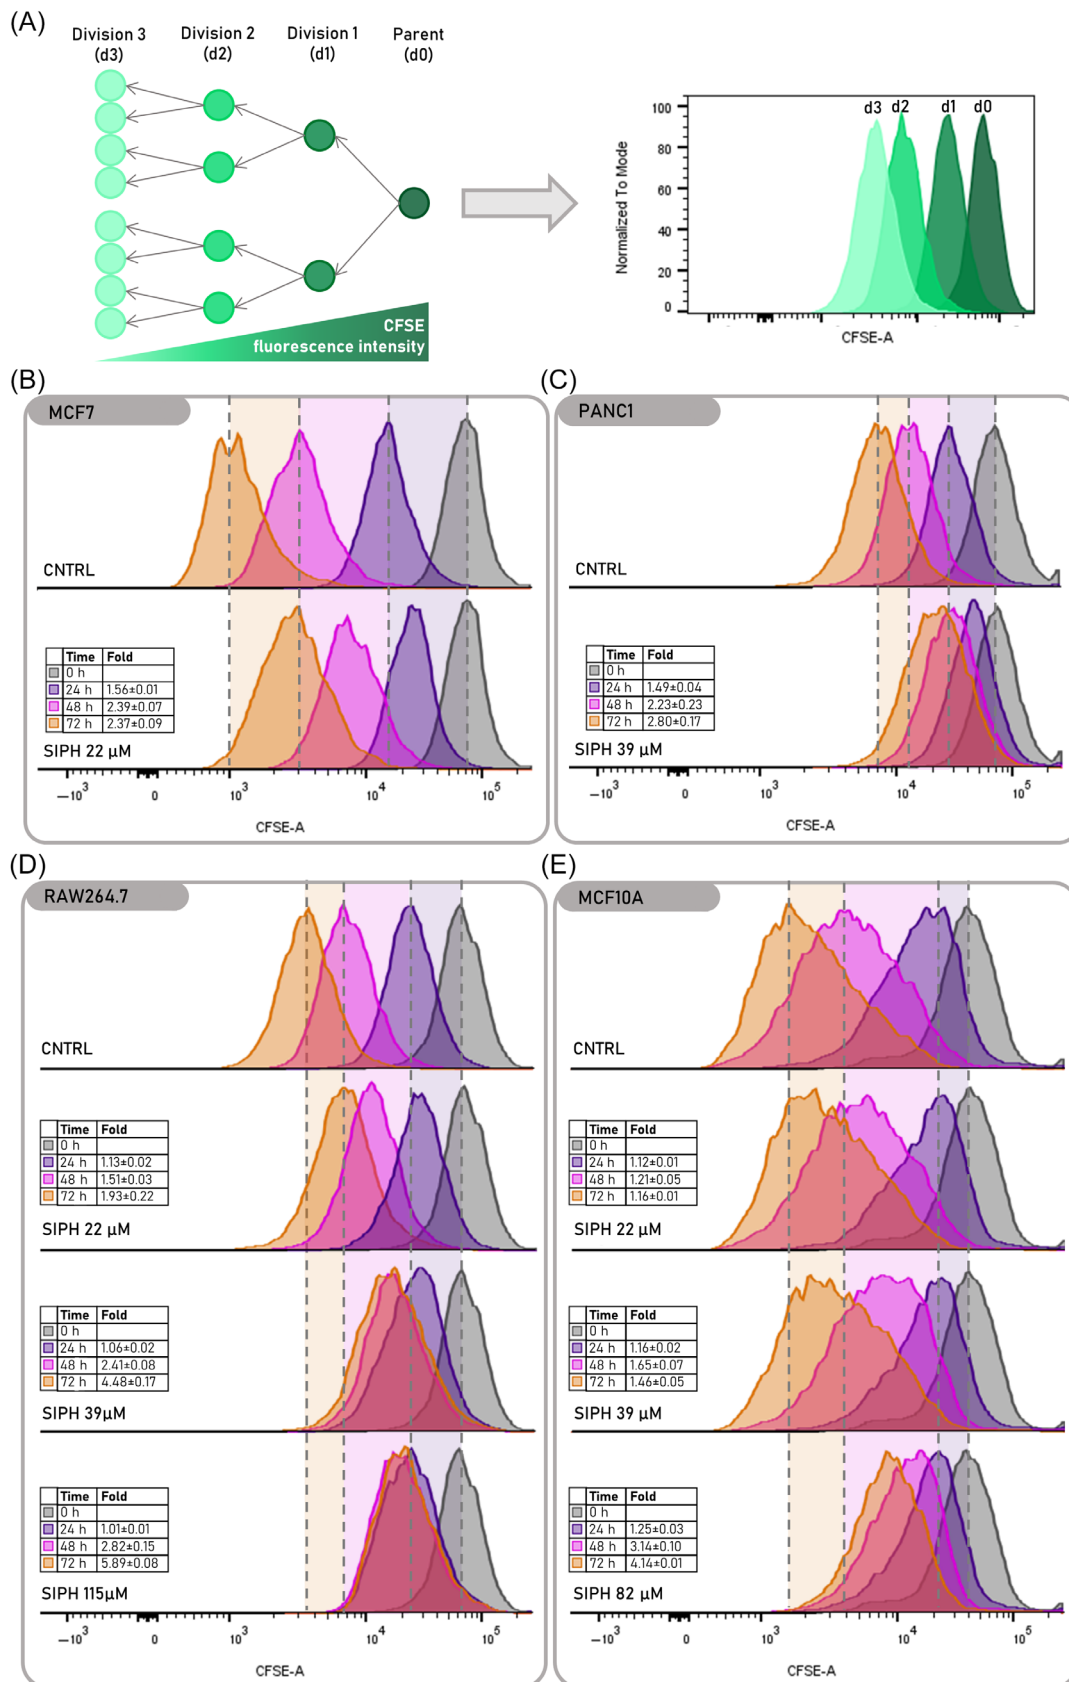 (A)
Division 3 Division 2 Division 1 Parent
(d3) (d2) (d1) (d0)
CFSE
fluorescence intensity
d3 d2 d1 d0
100
80
60
40
20
0
Normalized To Mode
CFSE-A
(B)
MCF7
CNTRL
Time Fold
0 h
24 h 1.56±0.01
48 h 2.39±0.07
72 h 2.37±0.09
SIPH 22 µM
−10³ 0 10³ 10⁴ 10⁵
CFSE-A
(C)
PANC1
CNTRL
Time Fold
0 h
24 h 1.49±0.04
48 h 2.23±0.23
72 h 2.80±0.17
SIPH 39 µM
−10³ 0 10³ 10⁴ 10⁵
CFSE-A
(D)
RAW264.7
CNTRL
Time Fold
0 h
24 h 1.13±0.02
48 h 1.51±0.03
72 h 1.93±0.22
SIPH 22 µM
Time Fold
0 h
24 h 1.06±0.02
48 h 2.41±0.08
72 h 4.48±0.17
SIPH 39µM
Time Fold
0 h
24 h 1.01±0.01
48 h 2.82±0.15
72 h 5.89±0.08
SIPH 115µM
−10³ 0 10³ 10⁴ 10⁵
CFSE-A
(E)
MCF10A
CNTRL
Time Fold
0 h
24 h 1.12±0.01
48 h 1.21±0.05
72 h 1.16±0.01
SIPH 22 µM
Time Fold
0 h
24 h 1.16±0.02
48 h 1.65±0.07
72 h 1.46±0.05
SIPH 39 µM
Time Fold
0 h
24 h 1.25±0.03
48 h 3.14±0.10
72 h 4.14±0.01
SIPH 82 µM
−10³ 0 10³ 10⁴ 10⁵
CFSE-A